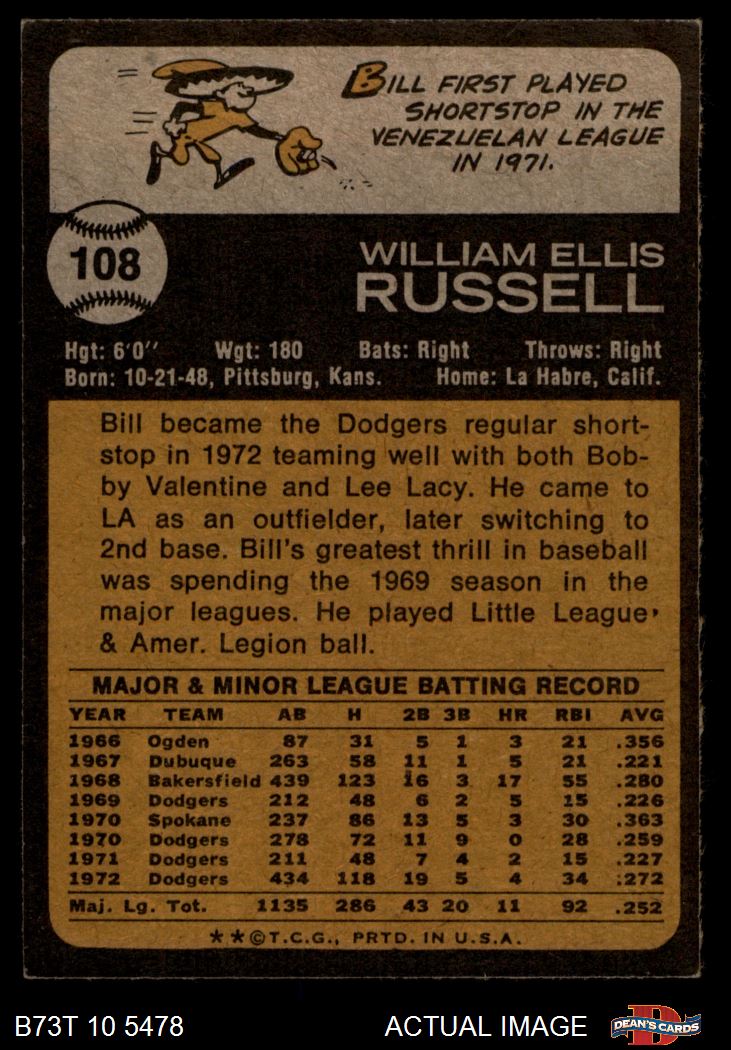 BILL FIRST PLAYED
SHORTSTOP IN THE
VENEZUELAN LEAGUE
IN 1971.
108
WILLIAM ELLIS
RUSSELL
Hgt: 6'0" Wgt: 180 Bats: Right Throws: Right
Born: 10-21-48, Pittsburg, Kans. Home: La Habre, Calif.
Bill became the Dodgers regular short-
stop in 1972 teaming well with both Bob-
by Valentine and Lee Lacy. He came to
LA as an outfielder, later switching to
2nd base. Bill's greatest thrill in baseball
was spending the 1969 season in the
major leagues. He played Little League
& Amer. Legion ball.
MAJOR & MINOR LEAGUE BATTING RECORD
YEAR TEAM AB H 2B 3B HR RBI AVG
1966 Ogden 87 31 5 1 3 21 .356
1967 Dubuque 263 58 11 1 5 21 .221
1968 Bakersfield 439 123 16 3 17 55 .280
1969 Dodgers 212 48 6 2 5 15 .226
1970 Spokane 237 86 13 5 3 30 .363
1970 Dodgers 278 72 11 9 0 28 .259
1971 Dodgers 211 48 7 4 2 15 .227
1972 Dodgers 434 118 19 5 4 34 .272
Maj. Lg. Tot. 1135 286 43 20 11 92 .252
**©T.C.G., PRTD. IN U.S.A.
B73T 10 5478 ACTUAL IMAGE
DEAN'S CARDS